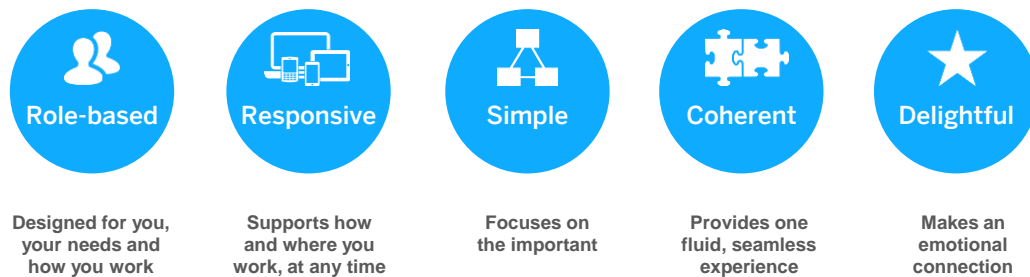 Role-based
Responsive
Simple
Coherent
Delightful
Designed for you,
your needs and
how you work
Supports how
and where you
work, at any time
Focuses on
the important
Provides one
fluid, seamless
experience
Makes an
emotional
connection